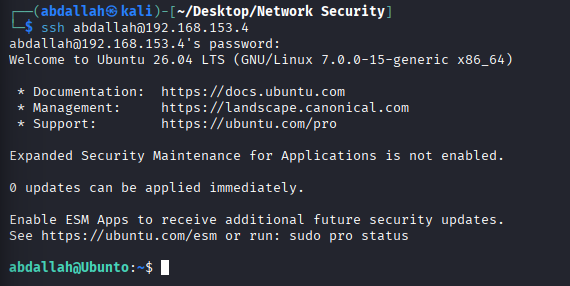 ┌──(abdallah㉿kali)-[~/Desktop/Network Security]
└─$ ssh abdallah@192.168.153.4
abdallah@192.168.153.4's password:
Welcome to Ubuntu 26.04 LTS (GNU/Linux 7.0.0-15-generic x86_64)
* Documentation:  https://docs.ubuntu.com
* Management:     https://landscape.canonical.com
* Support:        https://ubuntu.com/pro
Expanded Security Maintenance for Applications is not enabled.
0 updates can be applied immediately.
Enable ESM Apps to receive additional future security updates.
See https://ubuntu.com/esm or run: sudo pro status
abdallah@Ubunto:~$